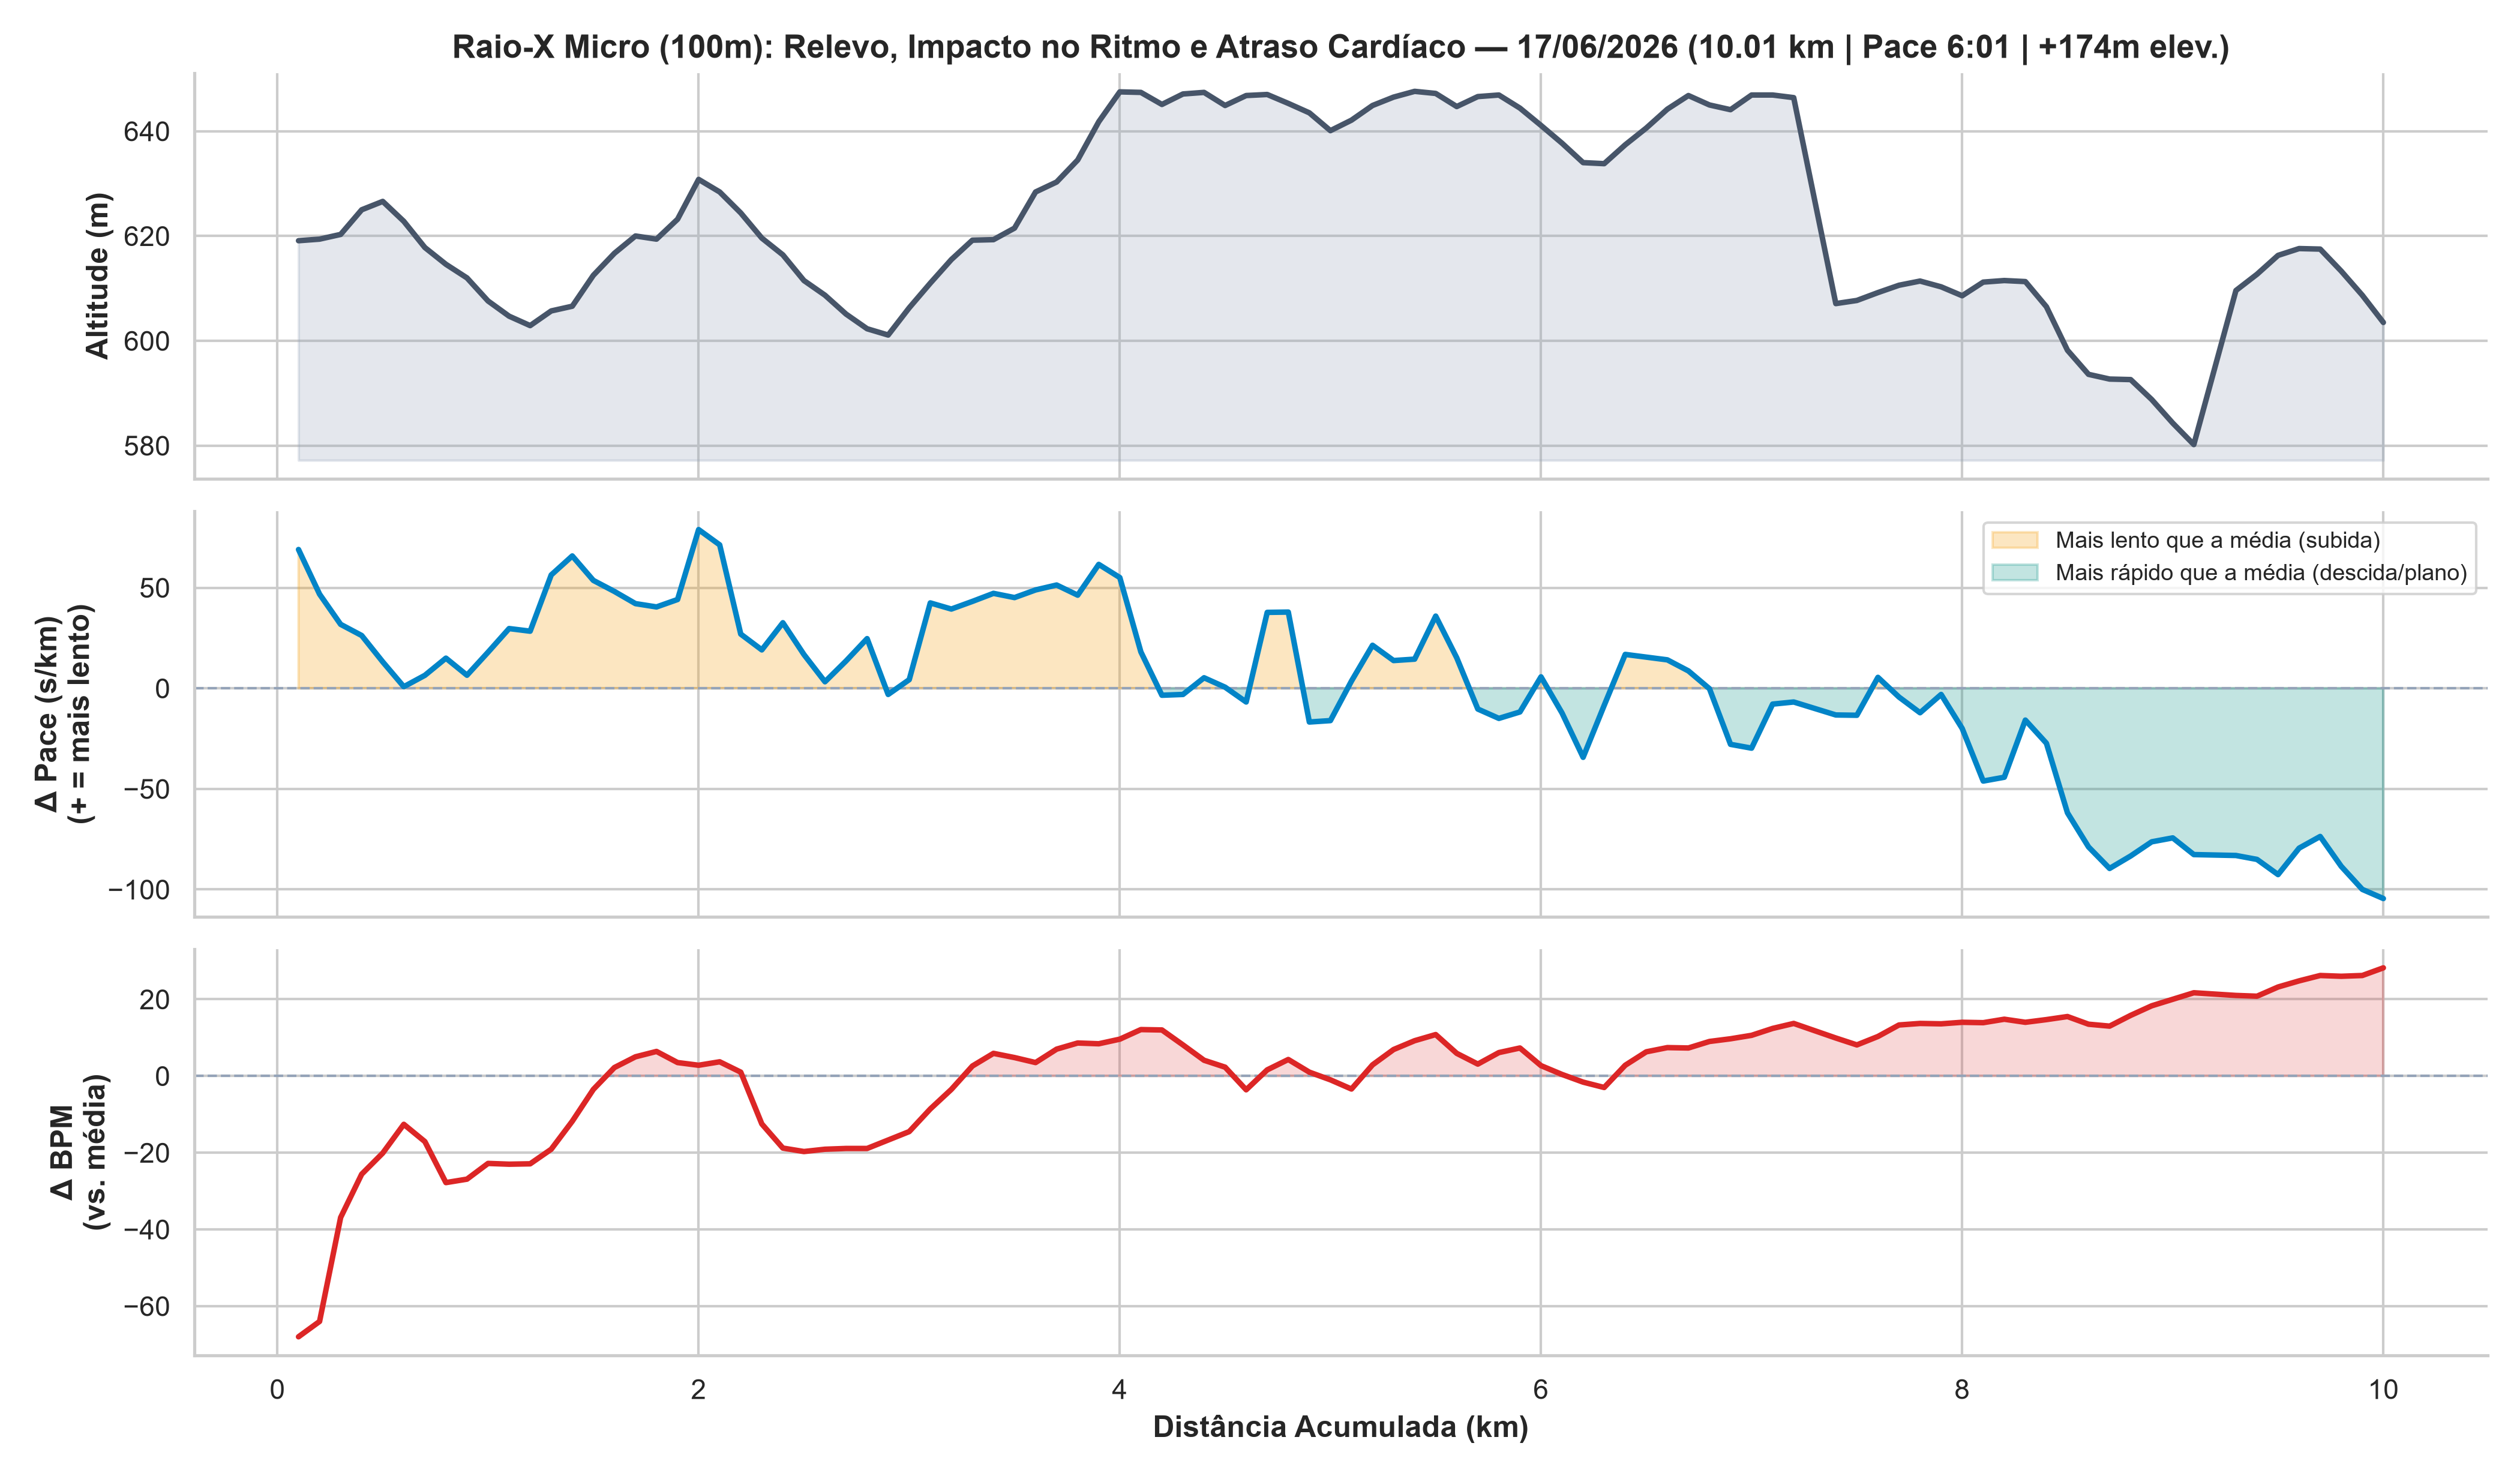 Raio-X Micro (100m): Relevo, Impacto no Ritmo e Atraso Cardíaco — 17/06/2026 (10.01 km | Pace 6:01 | +174m elev.)
Altitude (m)
640
620
600
580
Δ Pace (s/km)
(+ = mais lento)
50
0
−50
−100
Mais lento que a média (subida)
Mais rápido que a média (descida/plano)
Δ BPM
(vs. média)
20
0
−20
−40
−60
0 2 4 6 8 10
Distância Acumulada (km)